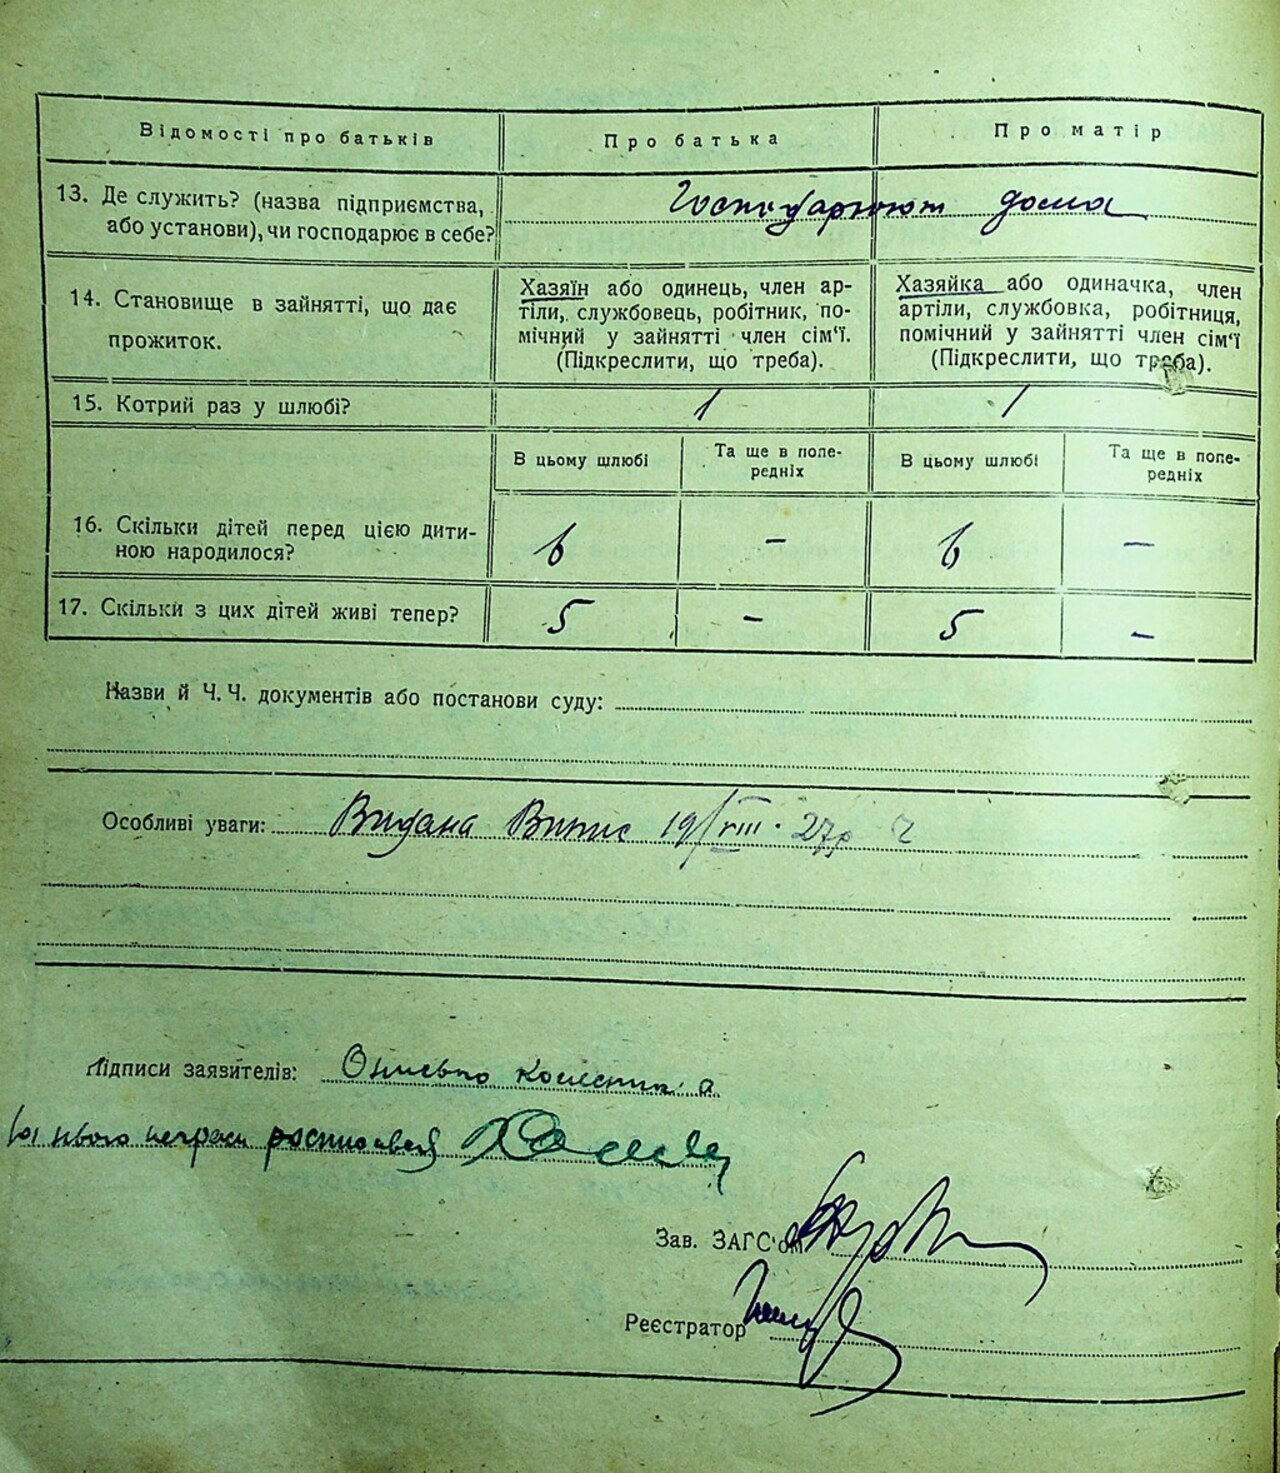 Відомості про батьків
Про батька
Про матір
13. Де служить? (назва підприємства,
або установи), чи господарює в себе?
Господарюют дома
14. Становище в зайнятті, що дає
прожиток.
Хазяїн або одинець, член ар-
тіли, службовець, робітник, по-
мічний у зайнятті член сім‘ї.
(Підкреслити, що треба).
Хазяйка або одиначка, член
артіли, службовка, робітниця,
помічний у зайнятті член сім‘ї
(Підкреслити, що треба).
15. Котрий раз у шлюбі?
1
1
В цьому шлюбі
Та ще в попе-
редніх
В цьому шлюбі
Та ще в попе-
редніх
16. Скільки дітей перед цією дити-
ною народилося?
6
–
6
–
17. Скільки з цих дітей живі тепер?
5
–
5
–
Назви й Ч. Ч. документів або постанови суду:
Особливі уваги: Видана Випис 19/VIII. 27р
Підписи заявителів:
Зав. ЗАГС‘ом
Реєстратор